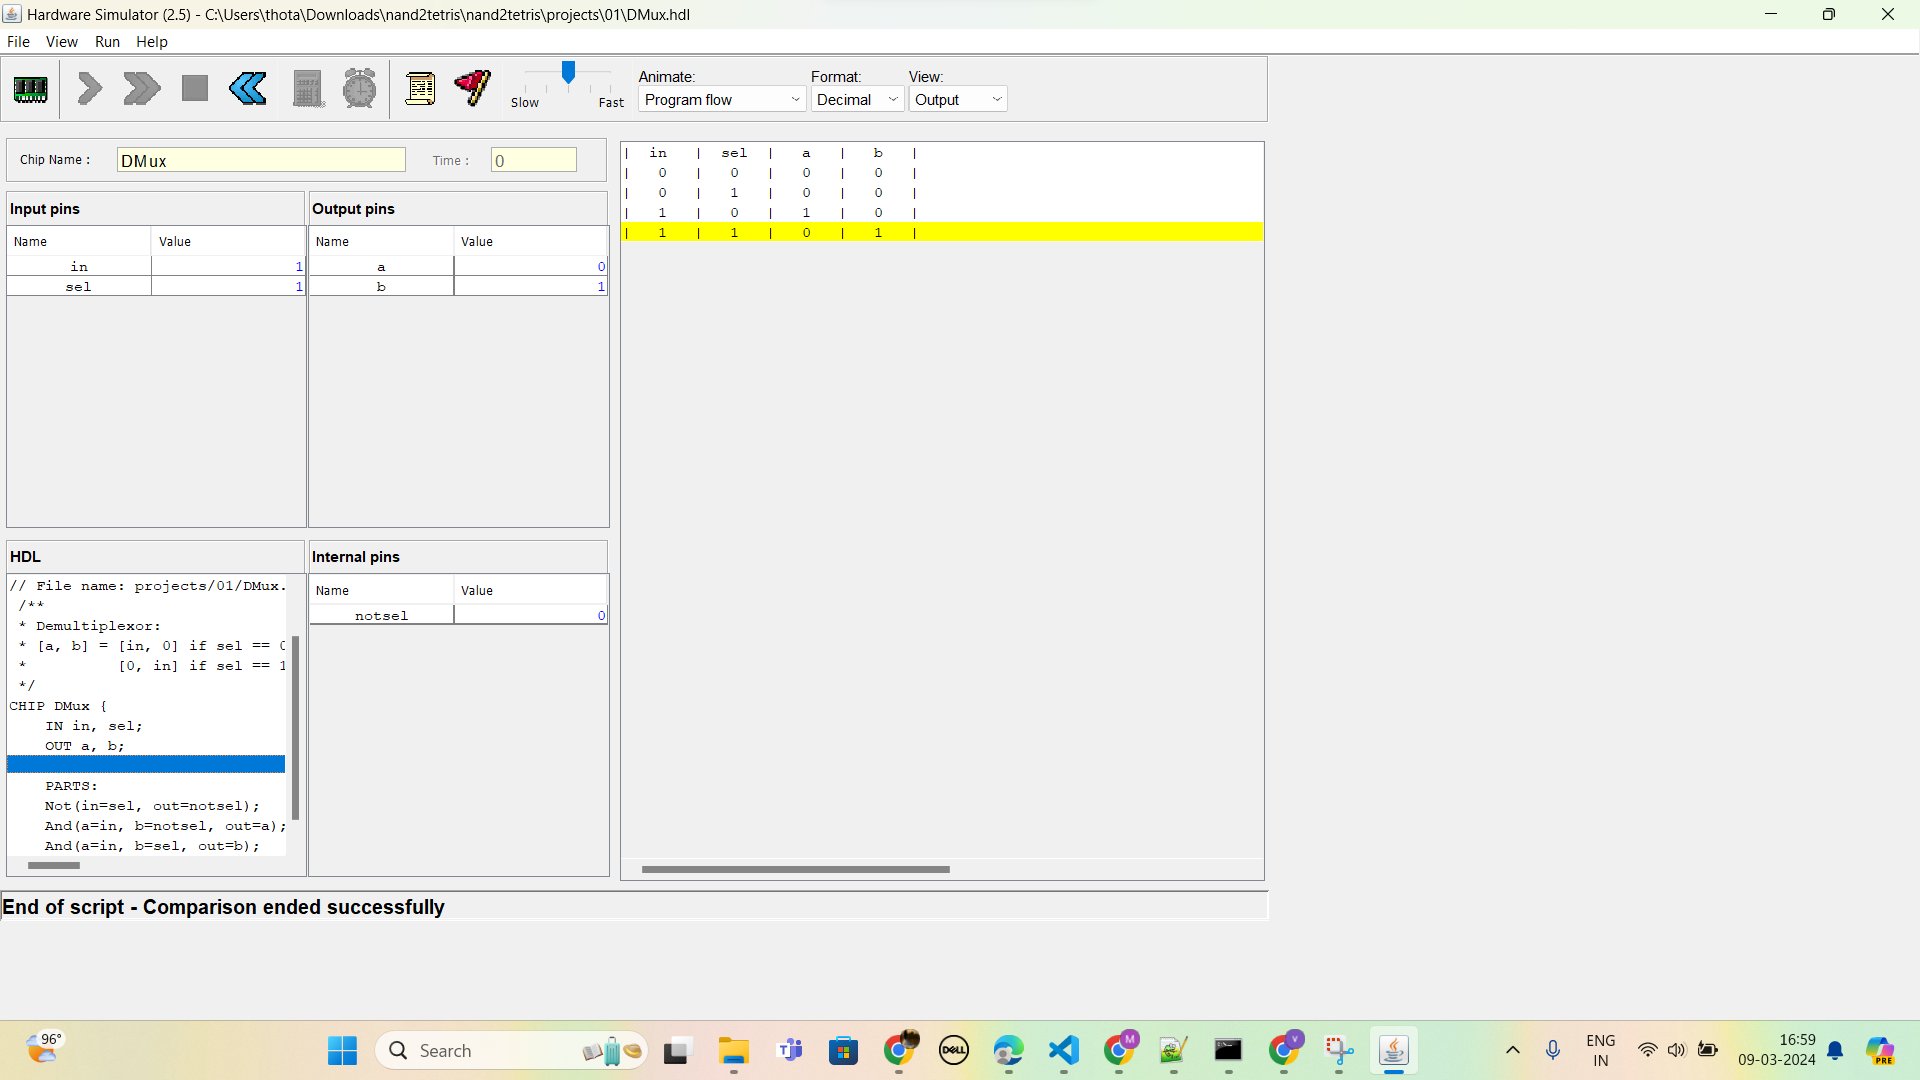 Hardware Simulator (2.5) - C:\Users\thota\Downloads\nand2tetris\nand2tetris\projects\01\DMux.hdl
File View Run Help
Slow Fast
Animate: Format: View:
Program flow Decimal Output
Chip Name : DMux Time : 0
Input pins Output pins
Name Value Name Value
in 1 a 0
sel 1 b 1
| in | sel | a | b |
| 0 | 0 | 0 | 0 |
| 0 | 1 | 0 | 0 |
| 1 | 0 | 1 | 0 |
| 1 | 1 | 0 | 1 |
HDL
// File name: projects/01/DMux.
/**
* Demultiplexor:
* [a, b] = [in, 0] if sel == 0
* [0, in] if sel == 1
*/
CHIP DMux {
IN in, sel;
OUT a, b;
PARTS:
Not(in=sel, out=notsel);
And(a=in, b=notsel, out=a);
And(a=in, b=sel, out=b);
Internal pins
Name Value
notsel 0
End of script - Comparison ended successfully
96°
Search
DELL
M
V
PRE
ENG
IN
16:59
09-03-2024